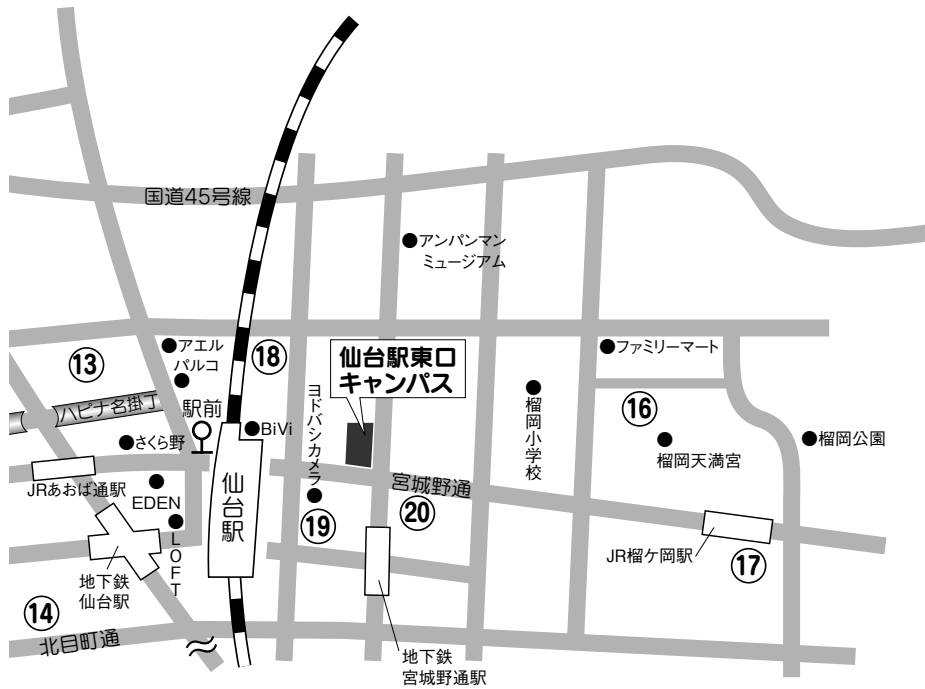 国道45号線
アンパンマン
ミュージアム
アエル
パルコ
⑬
⑱
仙台駅東口
キャンパス
ファミリーマート
ハピナ名掛丁
駅前
BiVi
ヨドバシカメラ
榴岡小学校
⑯
榴岡天満宮
榴岡公園
さくら野
JRあおば通駅
EDEN
仙台駅
宮城野通
⑲
⑳
LOFT
JR榴ケ岡駅
⑰
地下鉄
仙台駅
⑭
北目町通
地下鉄
宮城野通駅